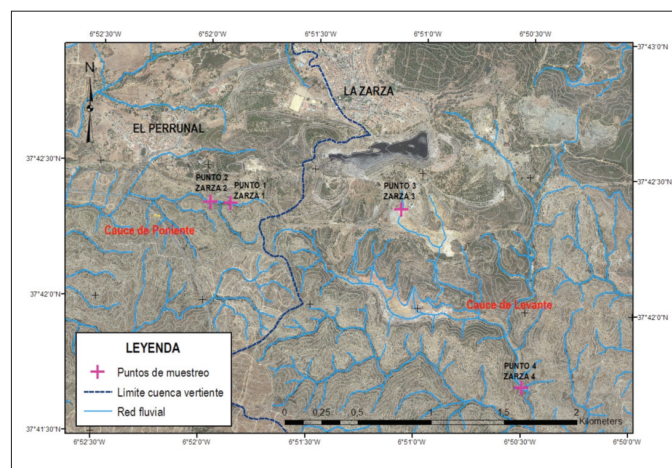 6°52,30"W
6°52,0"W
6°51,30"W
6°51,0"W
6°50,30"W
37°43,0"N
N
LA ZARZA
EL PERRUNAL
37°42,30"N
37°42,30"N
PUNTO 2
ZARZA 2
PUNTO 1
ZARZA 1
PUNTO 3
ZARZA 3
Cauce de Poniente
Cauce de Levante
37°42,0"N
37°42,0"N
LEYENDA
Puntos de muestreo
Límite cuenca vertiente
Red fluvial
PUNTO 4
ZARZA 4
0 0,25 0,5 1 1,5 2
Kilometers
37°41,30"N
6°52,30"W
6°52,0"W
6°51,30"W
6°51,0"W
6°50,30"W
6°50,0"W